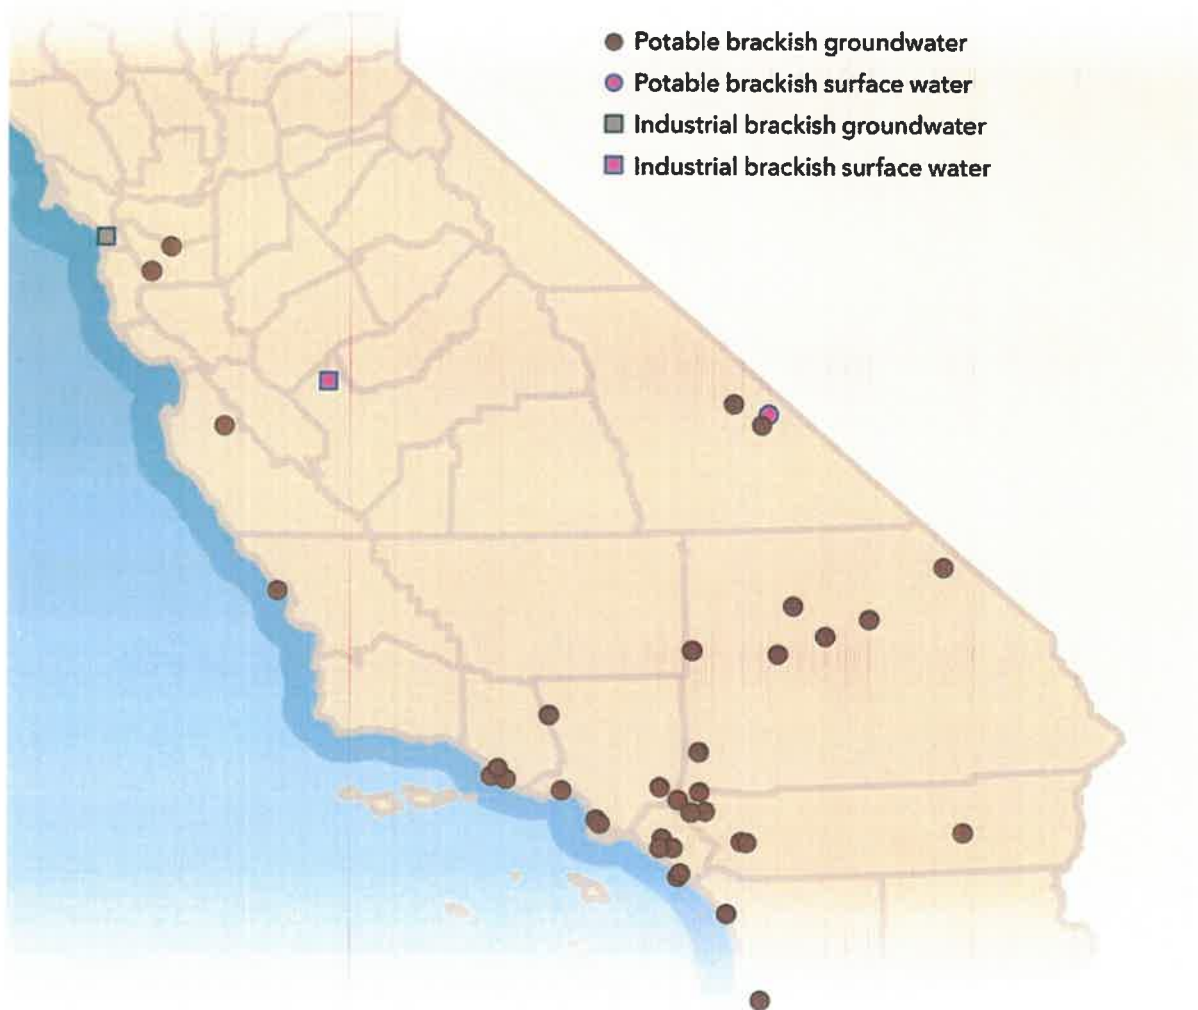 Potable brackish groundwater
Potable brackish surface water
Industrial brackish groundwater
Industrial brackish surface water